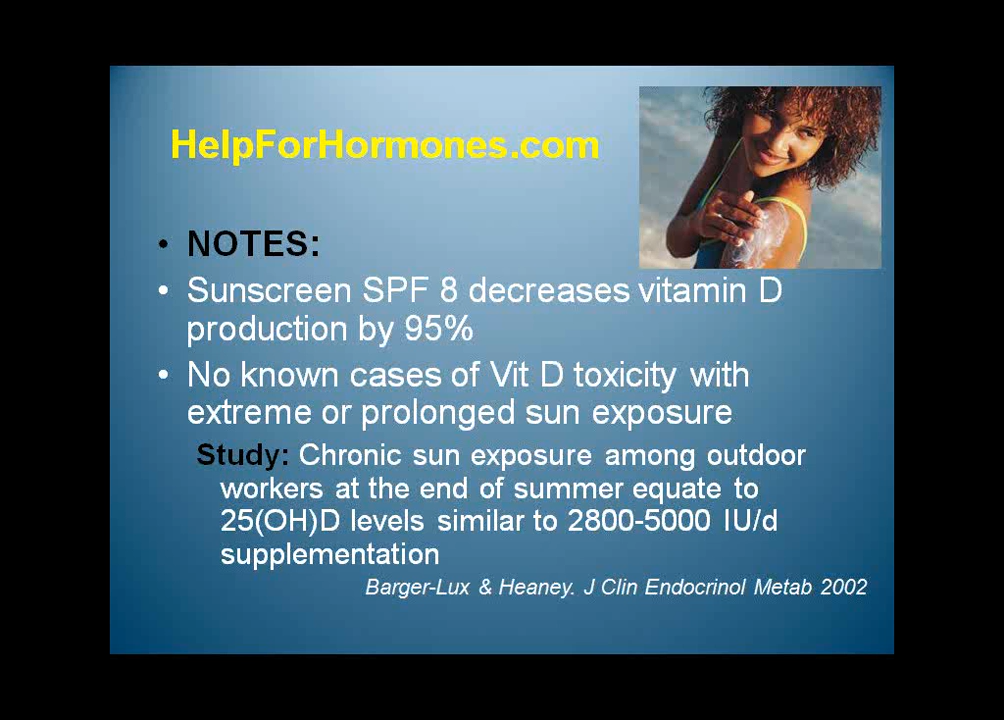 HelpForHormones.com
• NOTES:
• Sunscreen SPF 8 decreases vitamin D
production by 95%
• No known cases of Vit D toxicity with
extreme or prolonged sun exposure
Study: Chronic sun exposure among outdoor
workers at the end of summer equate to
25(OH)D levels similar to 2800-5000 IU/d
supplementation
Barger-Lux & Heaney. J Clin Endocrinol Metab 2002